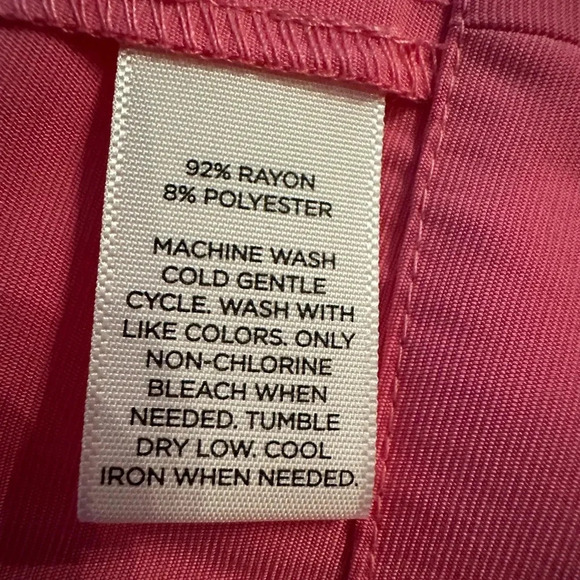 92% RAYON
8% POLYESTER
MACHINE WASH
COLD GENTLE
CYCLE. WASH WITH
LIKE COLORS. ONLY
NON-CHLORINE
BLEACH WHEN
NEEDED. TUMBLE
DRY LOW. COOL
IRON WHEN NEEDED.